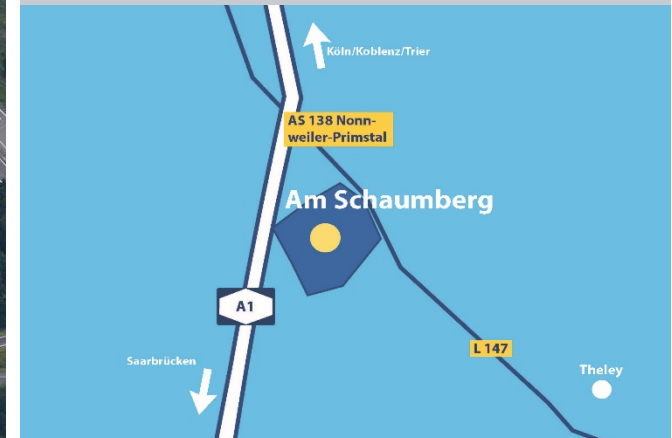 Köln/Koblenz/Trier
AS 138 Nonn-
weiler-Primstal
Am Schaumberg
A1
L 147
Saarbrücken
Theley